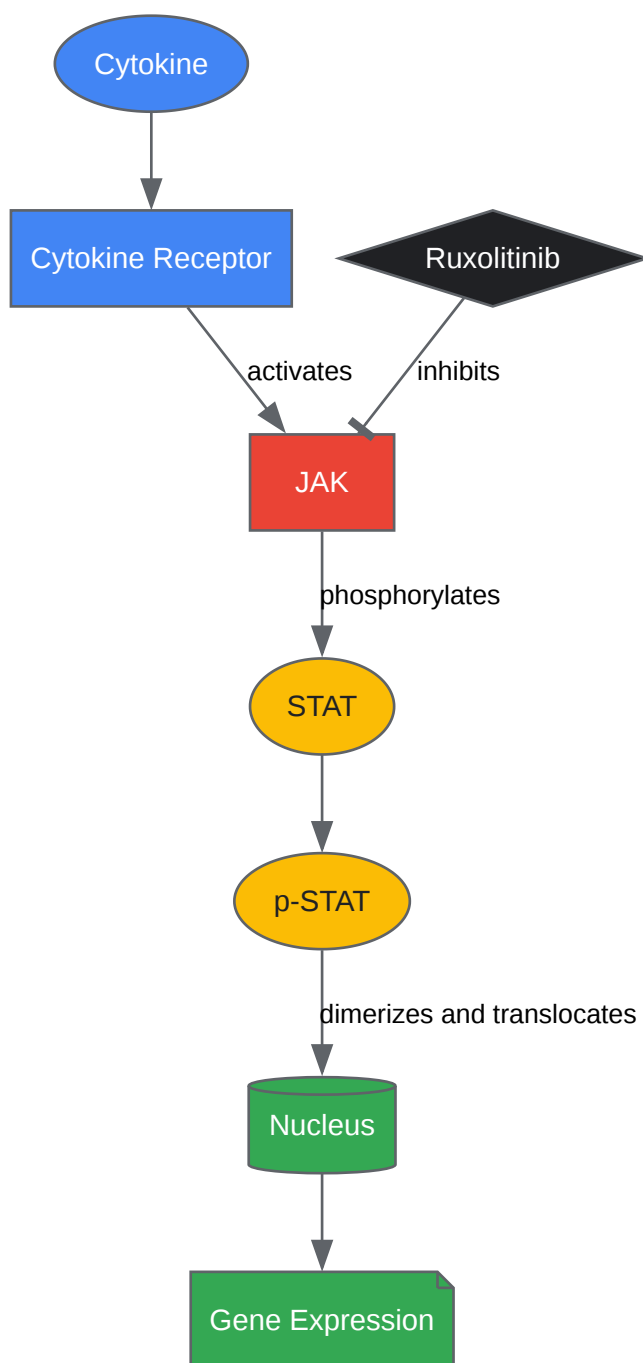 Cytokine
Cytokine Receptor
Ruxolitinib
activates
inhibits
JAK
phosphorylates
STAT
p-STAT
dimerizes and translocates
Nucleus
Gene Expression